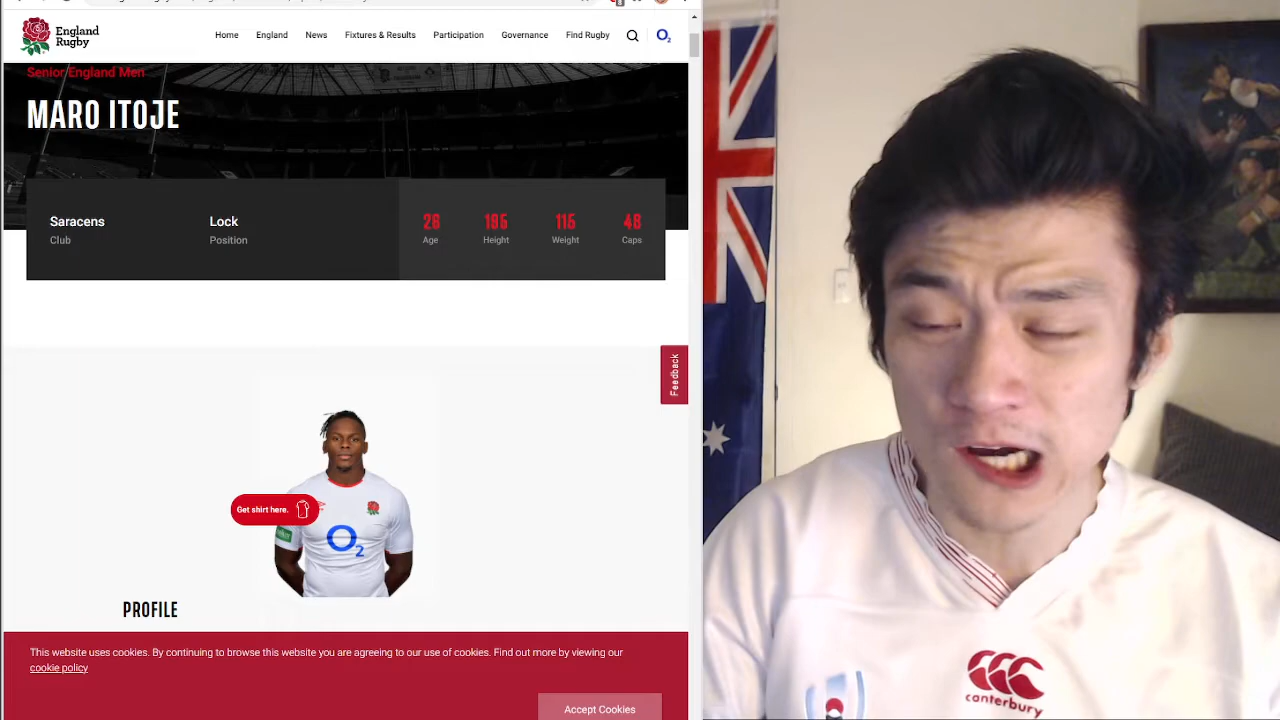 England
Rugby
Home
England
News
Fixtures & Results
Participation
Governance
Find Rugby
O2
Senior England Men
MARO ITOJE
Saracens
Club
Lock
Position
26
Age
195
Height
115
Weight
48
Caps
Feedback
Get shirt here.
O2
PROFILE
This website uses cookies. By continuing to browse this website you are agreeing to our use of cookies. Find out more by viewing our
cookie policy
Accept Cookies
canterbury